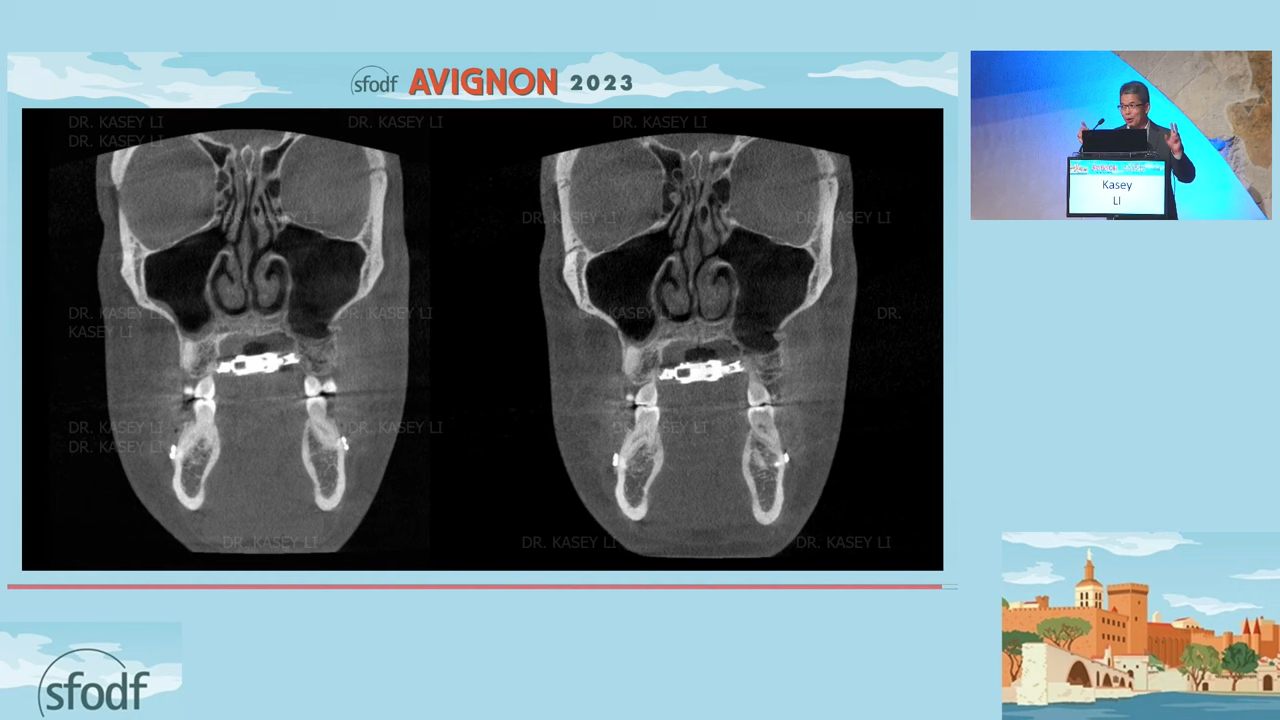 sfodf AVIGNON 2023
DR. KASEY LI DR. KASEY LI DR. KASEY LI
DR. KASEY LI
DR. KASEY LI DR. KASEY LI DR. KASEY LI
DR. KASEY LI DR. KASEY LI DR. KASEY LI DR.
KASEY LI
DR. KASEY LI DR. KASEY LI DR. KASEY LI
DR. KASEY LI
DR. KASEY LI DR. KASEY LI DR. KASEY LI
Kasey
LI
sfodf